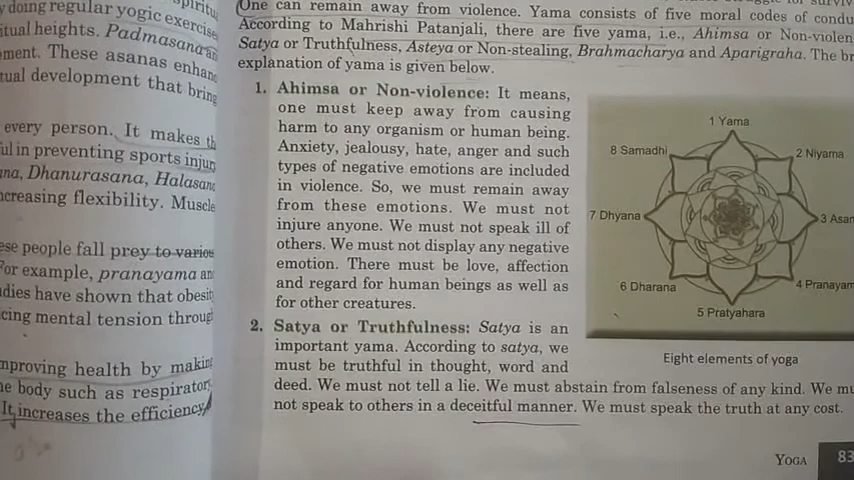 doing regular yogic exercise
heights. Padmasana
ment. These asanas enhan
tual development that bring
every person. It makes th
ul in preventing sports injur
Dhanurasana, Halasan
ncreasing flexibility. Muscle
ese people fall prey to variou
For example, pranayama an
dies have shown that obesit
cing mental tension through
mproving health by makin
e body such as respirator
It increases the efficiency
One can remain away from violence. Yama consists of five moral codes of condu
According to Mahrishi Patanjali, there are five yama, i.e., Ahimsa or Non-violen
Satya or Truthfulness, Asteya or Non-stealing, Brahmacharya and Aparigraha. The br
explanation of yama is given below.
1. Ahimsa or Non-violence: It means,
one must keep away from causing
harm to any organism or human being.
Anxiety, jealousy, hate, anger and such
types of negative emotions are included
in violence. So, we must remain away
from these emotions. We must not
injure anyone. We must not speak ill of
others. We must not display any negative
emotion. There must be love, affection
and regard for human beings as well as
for other creatures.
2. Satya or Truthfulness: Satya is an
important yama. According to satya, we
must be truthful in thought, word and
deed. We must not tell a lie. We must abstain from falseness of any kind. We mu
not speak to others in a deceitful manner. We must speak the truth at any cost.
1 Yama
2 Niyama
3 Asan
4 Pranayam
5 Pratyahara
6 Dharana
7 Dhyana
8 Samadhi
Eight elements of yoga
YOGA 83